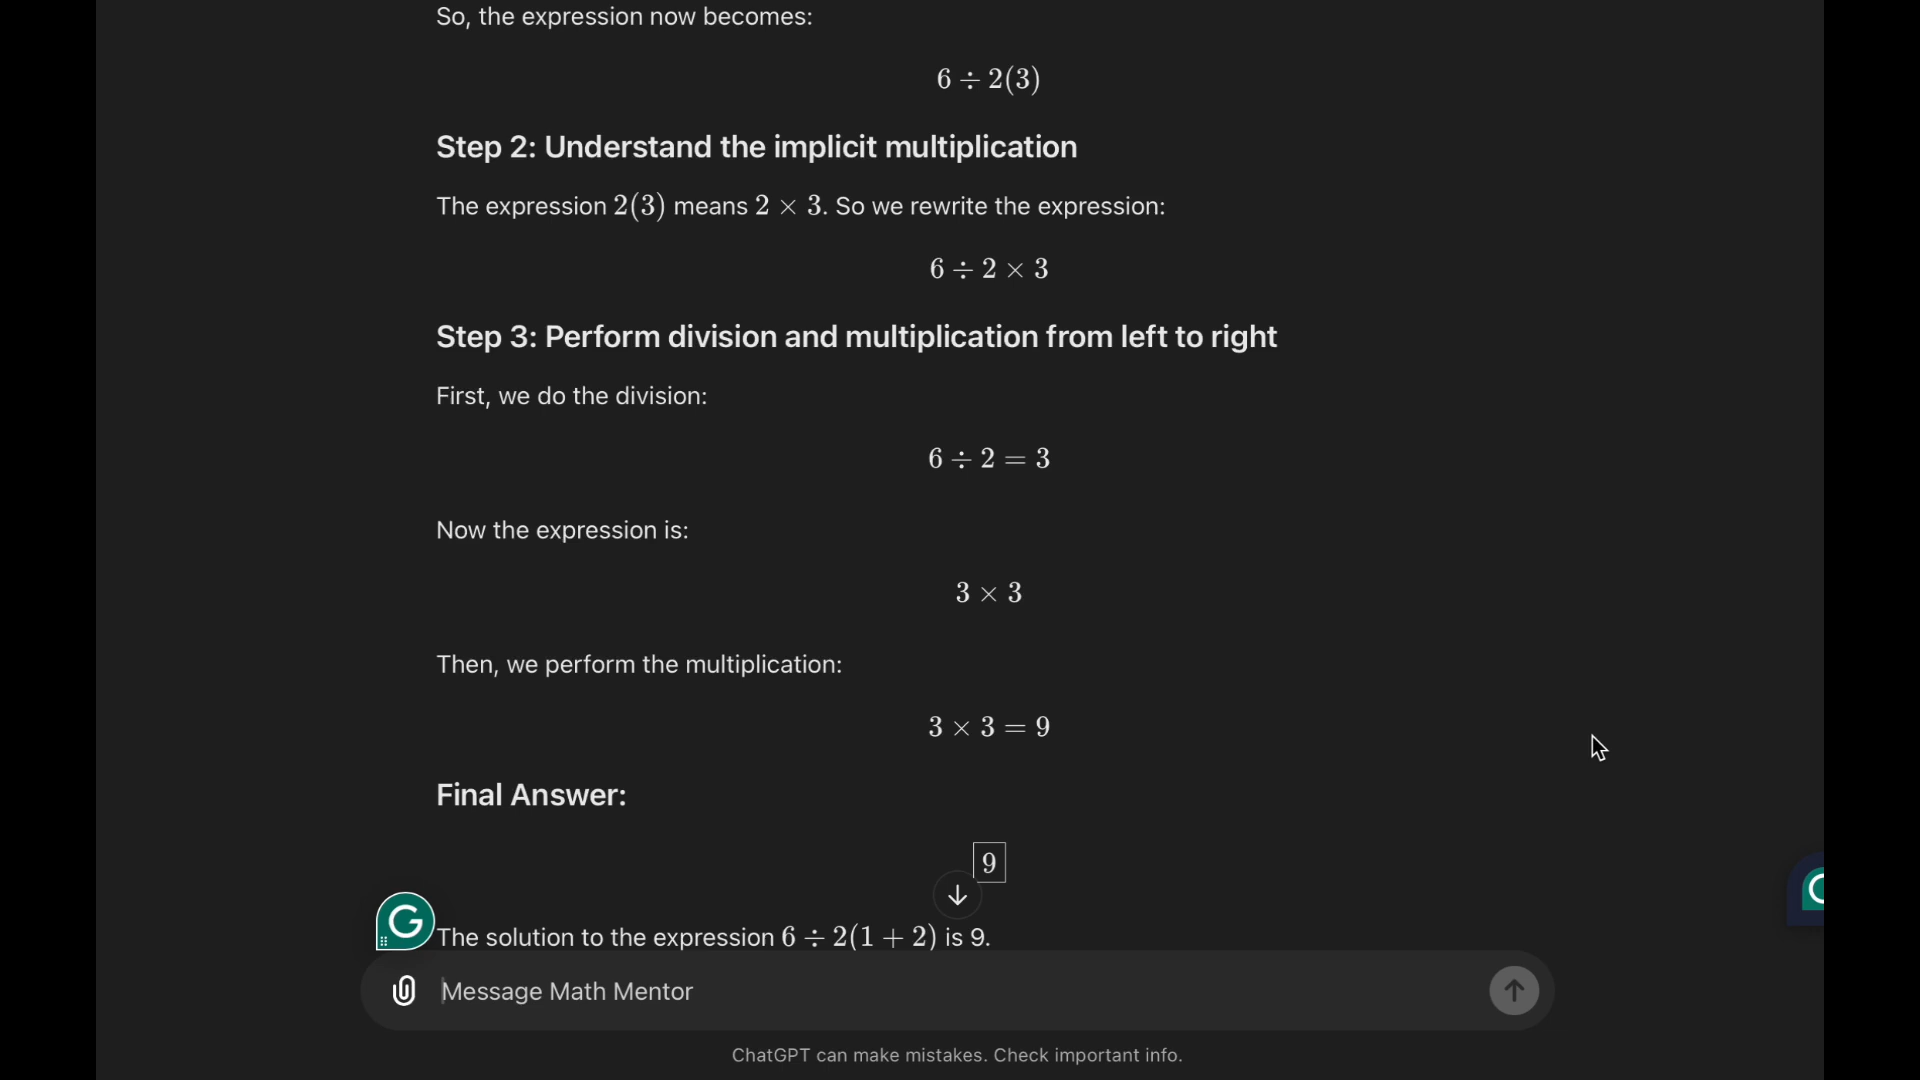 So, the expression now becomes:
6 ÷ 2(3)
Step 2: Understand the implicit multiplication
The expression 2(3) means 2 × 3. So we rewrite the expression:
6 ÷ 2 × 3
Step 3: Perform division and multiplication from left to right
First, we do the division:
6 ÷ 2 = 3
Now the expression is:
3 × 3
Then, we perform the multiplication:
3 × 3 = 9
Final Answer:
9
G
The solution to the expression 6 ÷ 2(1 + 2) is 9.
Message Math Mentor
ChatGPT can make mistakes. Check important info.